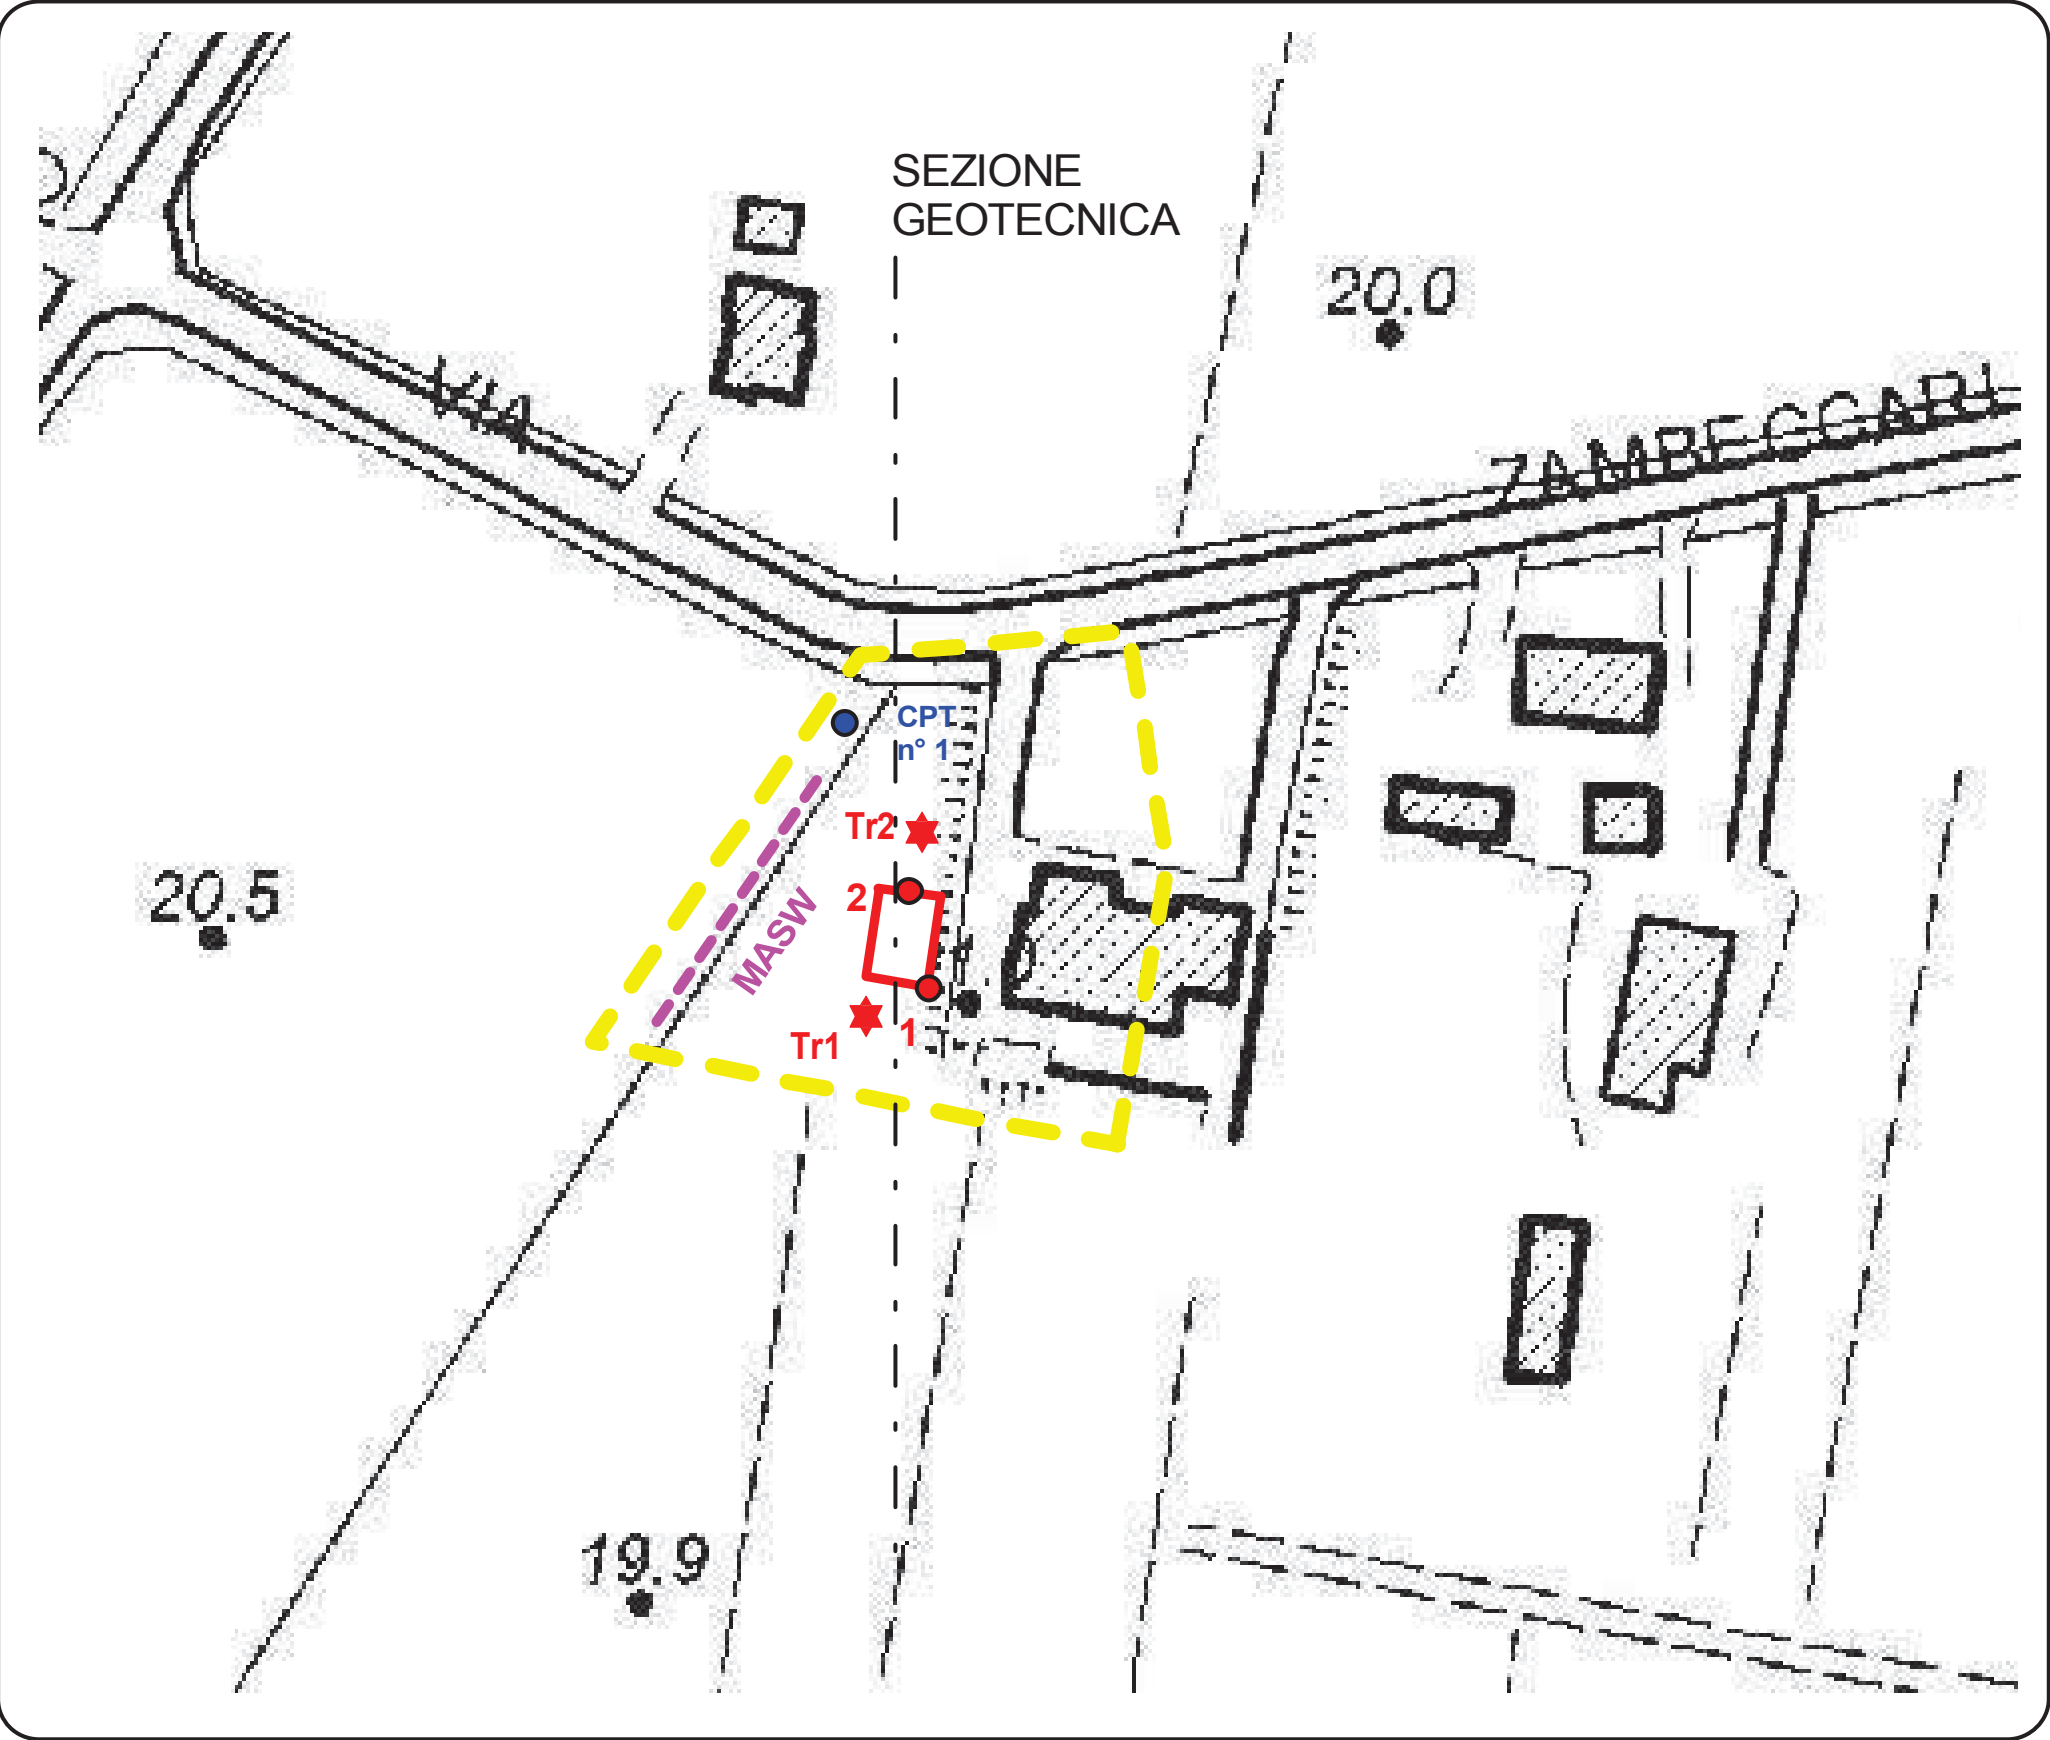 SEZIONE
GEOTECNICA
20.0
VIA
ZAMBECCARI
CPT
n° 1
Tr2
2
MASW
20.5
1
Tr1
19.9